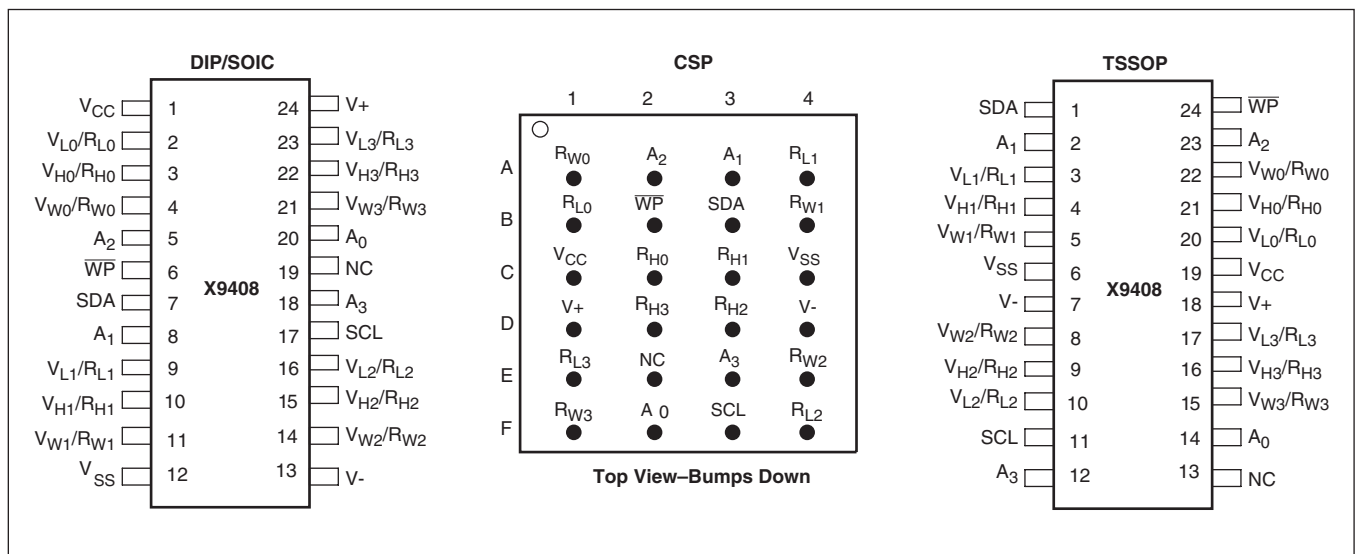 DIP/SOIC
VCC 1 24 V+
VL0/RL0 2 23 VL3/RL3
VH0/RH0 3 22 VH3/RH3
VW0/RW0 4 21 VW3/RW3
A2 5 20 A0
WP 6 19 NC
X9408
SDA 7 18 A3
A1 8 17 SCL
VL1/RL1 9 16 VL2/RL2
VH1/RH1 10 15 VH2/RH2
VW1/RW1 11 14 VW2/RW2
VSS 12 13 V-
CSP
1 2 3 4
A RW0 A2 A1 RL1
B RL0 WP SDA RW1
C VCC RH0 RH1 VSS
D V+ RH3 RH2 V-
E RL3 NC A3 RW2
F RW3 A 0 SCL RL2
Top View–Bumps Down
TSSOP
SDA 1 24 WP
A1 2 23 A2
VL1/RL1 3 22 VW0/RW0
VH1/RH1 4 21 VH0/RH0
VW1/RW1 5 20 VL0/RL0
VSS 6 19 VCC
X9408
V- 7 18 V+
VW2/RW2 8 17 VL3/RL3
VH2/RH2 9 16 VH3/RH3
VL2/RL2 10 15 VW3/RW3
SCL 11 14 A0
A3 12 13 NC